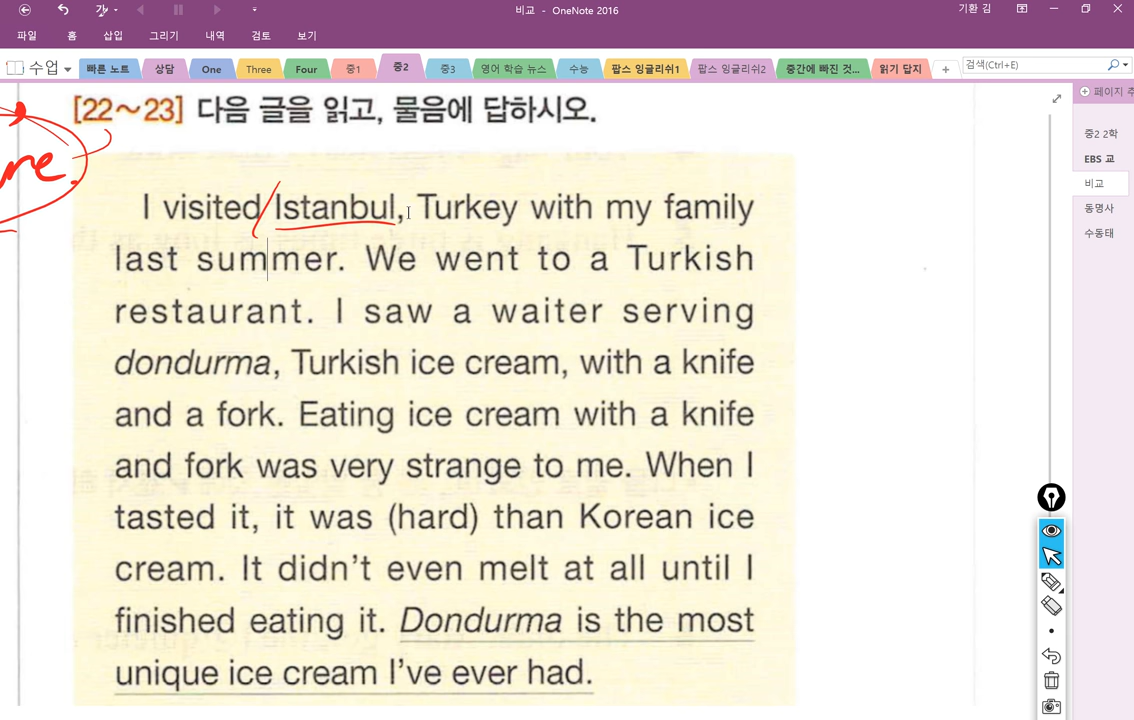 비교 - OneNote 2016
기환 김
파일 홈 삽입 그리기 내역 검토 보기
수업 빠른 노트 상담 One Three Four 중1 중2 중3 영어 학습 뉴스 수능 팝스 잉글리쉬1 팝스 잉글리쉬2 중간에 빠진 것... 읽기 답지 + 검색(Ctrl+E)
페이지 추
중2 2학
EBS 교
비교
동명사
수동태
[22～23] 다음 글을 읽고, 물음에 답하시오.
re.
I visited / Istanbul, Turkey with my family
last summer. We went to a Turkish
restaurant. I saw a waiter serving
dondurma, Turkish ice cream, with a knife
and a fork. Eating ice cream with a knife
and fork was very strange to me. When I
tasted it, it was (hard) than Korean ice
cream. It didn't even melt at all until I
finished eating it. Dondurma is the most
unique ice cream I've ever had.